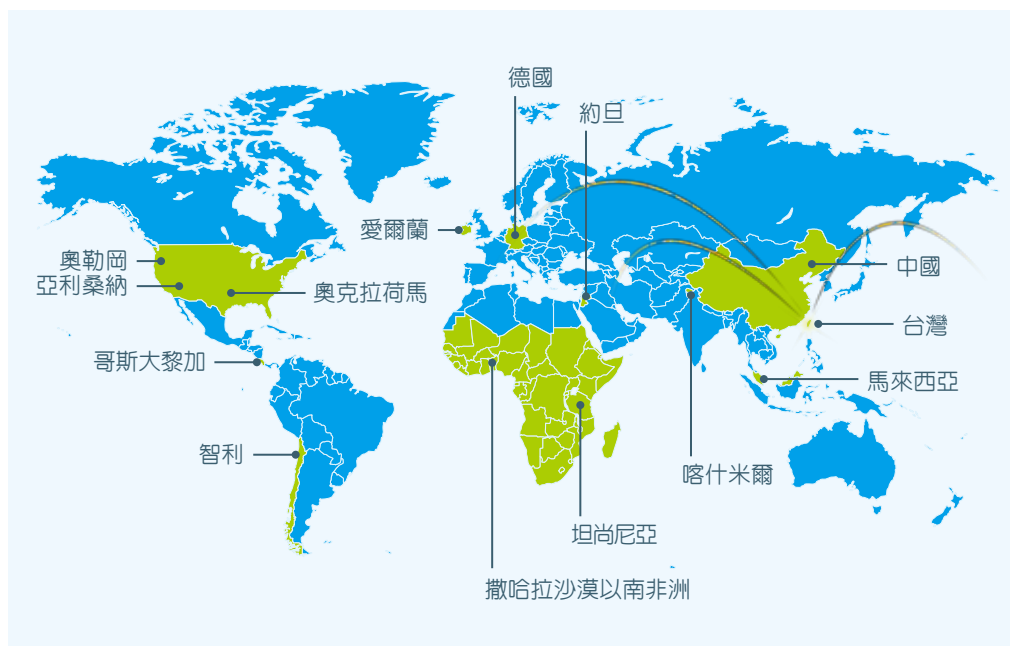 德國
約旦
愛爾蘭
奧勒岡
亞利桑納
奧克拉荷馬
中國
台灣
哥斯大黎加
馬來西亞
智利
喀什米爾
坦尚尼亞
撒哈拉沙漠以南非洲